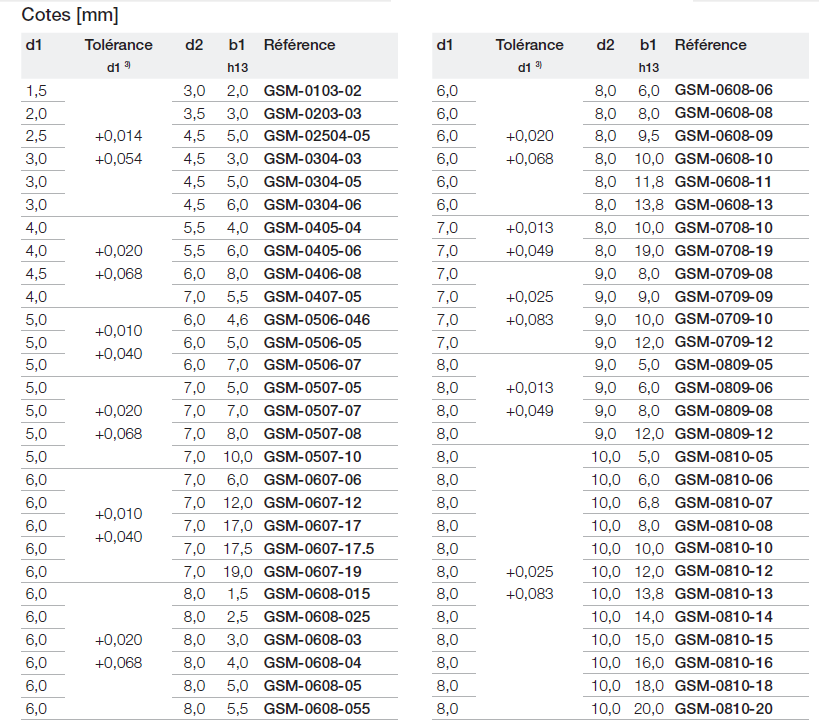 Cotes [mm]
d1 Tolérance d2 b1 Référence
d1 3) h13
1,5 3,0 2,0 GSM-0103-02
2,0 3,5 3,0 GSM-0203-03
2,5 +0,014 4,5 5,0 GSM-02504-05
3,0 +0,054 4,5 3,0 GSM-0304-03
3,0 4,5 5,0 GSM-0304-05
3,0 4,5 6,0 GSM-0304-06
4,0 5,5 4,0 GSM-0405-04
4,0 +0,020 5,5 6,0 GSM-0405-06
4,5 +0,068 6,0 8,0 GSM-0406-08
4,0 7,0 5,5 GSM-0407-05
5,0 6,0 4,6 GSM-0506-046
+0,010
5,0 6,0 5,0 GSM-0506-05
+0,040
5,0 6,0 7,0 GSM-0506-07
5,0 7,0 5,0 GSM-0507-05
5,0 +0,020 7,0 7,0 GSM-0507-07
5,0 +0,068 7,0 8,0 GSM-0507-08
5,0 7,0 10,0 GSM-0507-10
6,0 7,0 6,0 GSM-0607-06
6,0 7,0 12,0 GSM-0607-12
+0,010
6,0 7,0 17,0 GSM-0607-17
+0,040
6,0 7,0 17,5 GSM-0607-17.5
6,0 7,0 19,0 GSM-0607-19
6,0 8,0 1,5 GSM-0608-015
6,0 8,0 2,5 GSM-0608-025
6,0 +0,020 8,0 3,0 GSM-0608-03
6,0 +0,068 8,0 4,0 GSM-0608-04
6,0 8,0 5,0 GSM-0608-05
6,0 8,0 5,5 GSM-0608-055
d1 Tolérance d2 b1 Référence
d1 3) h13
6,0 8,0 6,0 GSM-0608-06
6,0 8,0 8,0 GSM-0608-08
6,0 +0,020 8,0 9,5 GSM-0608-09
6,0 +0,068 8,0 10,0 GSM-0608-10
6,0 8,0 11,8 GSM-0608-11
6,0 8,0 13,8 GSM-0608-13
7,0 +0,013 8,0 10,0 GSM-0708-10
7,0 +0,049 8,0 19,0 GSM-0708-19
7,0 9,0 8,0 GSM-0709-08
7,0 +0,025 9,0 9,0 GSM-0709-09
7,0 +0,083 9,0 10,0 GSM-0709-10
7,0 9,0 12,0 GSM-0709-12
8,0 9,0 5,0 GSM-0809-05
8,0 +0,013 9,0 6,0 GSM-0809-06
8,0 +0,049 9,0 8,0 GSM-0809-08
8,0 9,0 12,0 GSM-0809-12
8,0 10,0 5,0 GSM-0810-05
8,0 10,0 6,0 GSM-0810-06
8,0 10,0 6,8 GSM-0810-07
8,0 10,0 8,0 GSM-0810-08
8,0 10,0 10,0 GSM-0810-10
8,0 +0,025 10,0 12,0 GSM-0810-12
8,0 +0,083 10,0 13,8 GSM-0810-13
8,0 10,0 14,0 GSM-0810-14
8,0 10,0 15,0 GSM-0810-15
8,0 10,0 16,0 GSM-0810-16
8,0 10,0 18,0 GSM-0810-18
8,0 10,0 20,0 GSM-0810-20